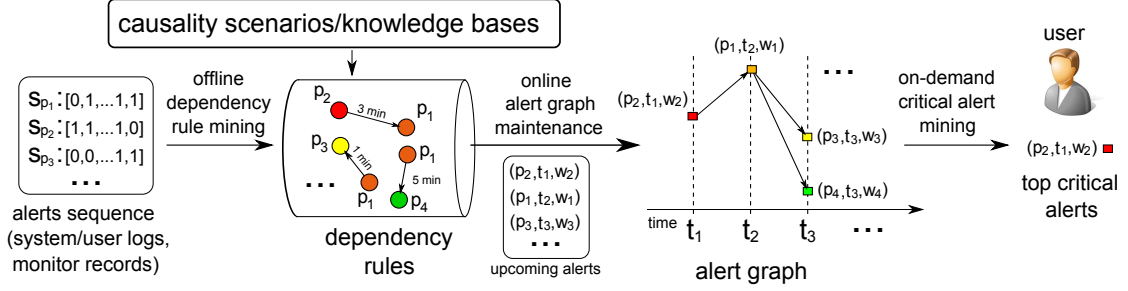 causality scenarios/knowledge bases
Sp1:[0,1,...1,1]
Sp2:[1,1,...1,0]
Sp3:[0,0,...1,1]
...
alerts sequence
(system/user logs,
monitor records)
offline
dependency
rule mining
p2
3 min
p1
p3
1 min
p1
p1
5 min
p4
...
dependency
rules
online
alert graph
maintenance
(p2,t1,w2)
(p1,t2,w1)
(p3,t3,w3)
...
upcoming alerts
(p2,t1,w2)
(p1,t2,w1)
...
(p3,t3,w3)
(p4,t3,w4)
time
t1
t2
t3
...
alert graph
on-demand
critical alert
mining
user
(p2,t1,w2)
top critical
alerts